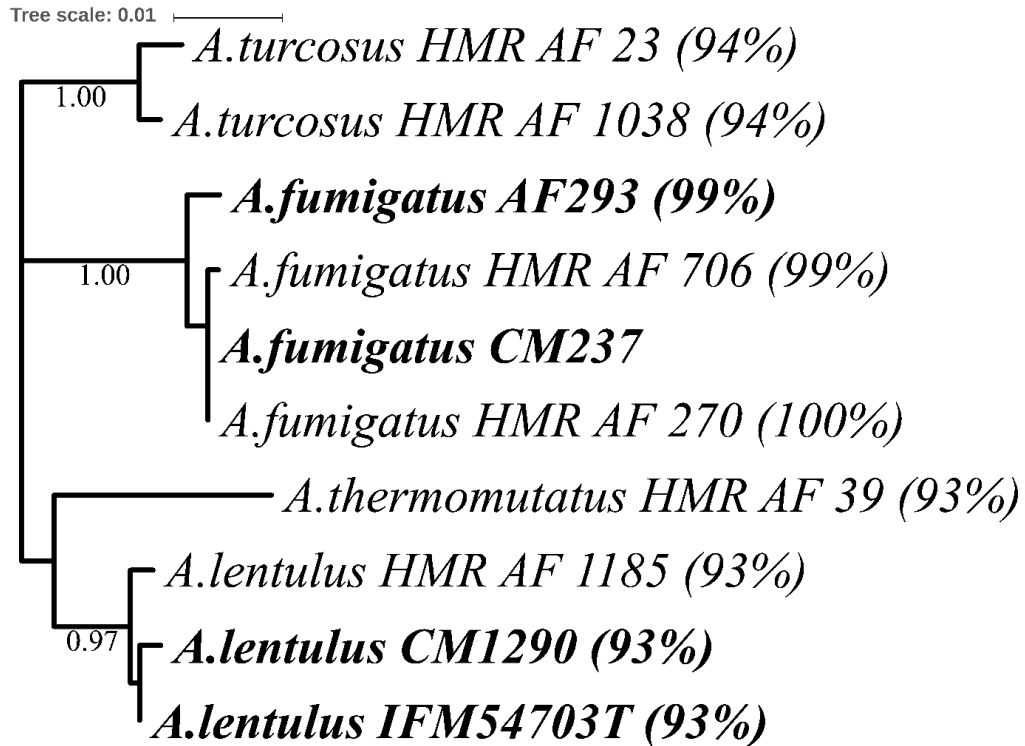 Tree scale: 0.01
A.turcosus HMR AF 23 (94%)
1.00
A.turcosus HMR AF 1038 (94%)
A.fumigatus AF293 (99%)
1.00
A.fumigatus HMR AF 706 (99%)
A.fumigatus CM237
A.fumigatus HMR AF 270 (100%)
A.thermomutatus HMR AF 39 (93%)
A.lentulus HMR AF 1185 (93%)
0.97
A.lentulus CM1290 (93%)
A.lentulus IFM54703T (93%)